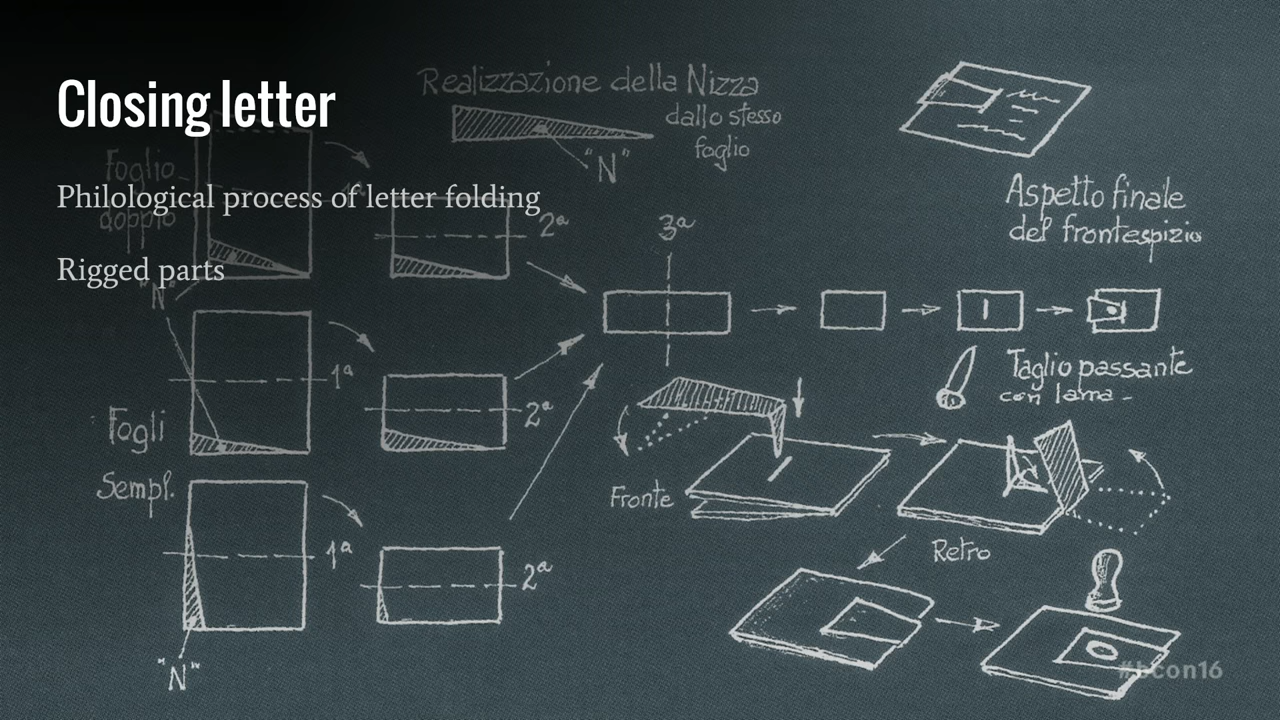 Closing letter
Philological process of letter folding
Rigged parts
Realizzazione della Nizza
dallo stesso
foglio
"N"
Foglio
doppio
"N"
2ª
3ª
Aspetto finale
del frontespizio
1ª
2ª
Fogli
Sempl.
Taglio passante
con lama -
Fronte
Retro
1ª
2ª
"N"
#bcon16